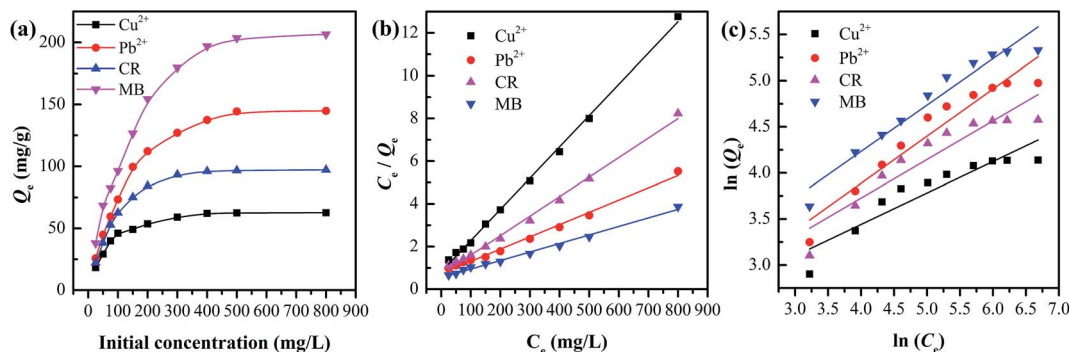 (a)
Cu²⁺
Pb²⁺
CR
MB
Qₑ (mg/g)
200
150
100
50
0
0 100 200 300 400 500 600 700 800 900
Initial concentration (mg/L)
(b)
Cu²⁺
Pb²⁺
CR
MB
Cₑ / Qₑ
14
12
10
8
6
4
2
0
0 100 200 300 400 500 600 700 800 900
Cₑ (mg/L)
(c)
Cu²⁺
Pb²⁺
CR
MB
ln (Qₑ)
5.5
5.0
4.5
4.0
3.5
3.0
3.0 3.5 4.0 4.5 5.0 5.5 6.0 6.5 7.0
ln (Cₑ)